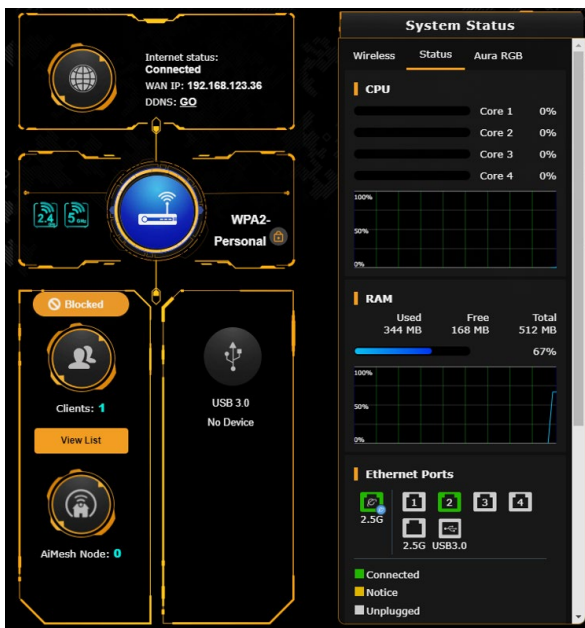 Internet status:
Connected
WAN IP: 192.168.123.36
DDNS: GO
2.4
GHz
5 GHz
WPA2-
Personal
Blocked
Clients: 1
View List
AiMesh Node: 0
USB 3.0
No Device
System Status
Wireless Status Aura RGB
CPU
Core 1 0%
Core 2 0%
Core 3 0%
Core 4 0%
100%
50%
0%
RAM
Used Free Total
344 MB 168 MB 512 MB
67%
100%
50%
0%
Ethernet Ports
1 2 3 4
2.5G
2.5G USB3.0
Connected
Notice
Unplugged